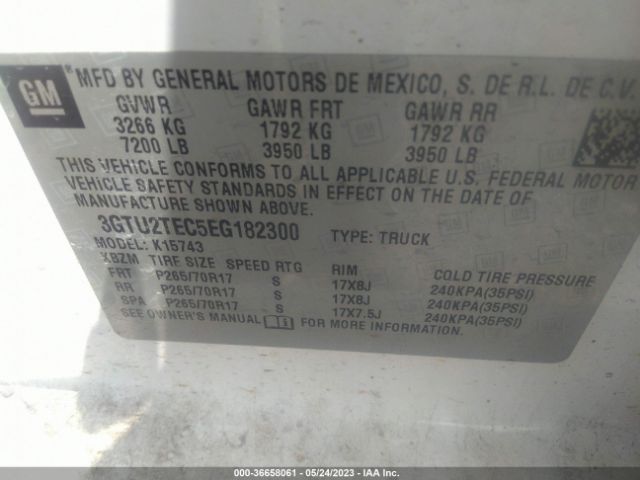 GM
MFD BY GENERAL MOTORS DE MEXICO, S. DE R.L. DE C.V.
GVWR GAWR FRT GAWR RR
3266 KG 1792 KG 1792 KG
7200 LB 3950 LB 3950 LB
THIS VEHICLE CONFORMS TO ALL APPLICABLE U.S. FEDERAL MOTOR
VEHICLE SAFETY STANDARDS IN EFFECT ON THE DATE OF
MANUFACTURE SHOWN ABOVE.
3GTU2TEC5EG182300 TYPE: TRUCK
MODEL: K15743
XBZM TIRE SIZE SPEED RTG RIM COLD TIRE PRESSURE
FRT P265/70R17 S 17X8J 240KPA(35PSI)
RR P265/70R17 S 17X8J 240KPA(35PSI)
SPA P265/70R17 S 17X7.5J 240KPA(35PSI)
SEE OWNER'S MANUAL FOR MORE INFORMATION.
000-36658061 - 05/24/2023 - IAA Inc.